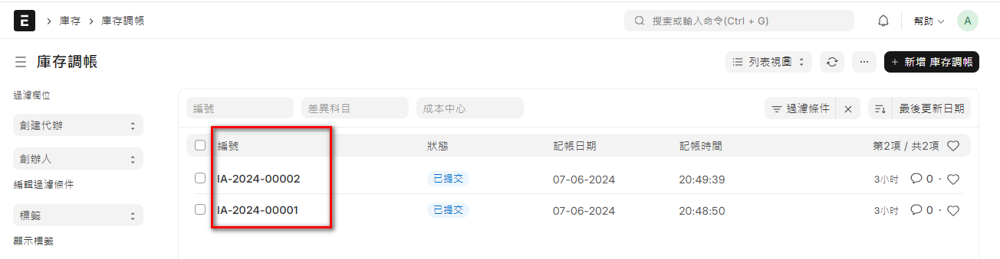 E > 庫存 > 庫存調帳
搜索或輸入命令(Ctrl + G)
幫助
A
庫存調帳
列表視圖
...
+ 新增 庫存調帳
過濾欄位
創建代辦
創辦人
編輯過濾條件
標籤
顯示標籤
編號 差異科目 成本中心
過濾條件 ×
最後更新日期
編號 狀態 記帳日期 記帳時間 第2項 / 共2項
IA-2024-00002 已提交 07-06-2024 20:49:39 3小时 0 ·
IA-2024-00001 已提交 07-06-2024 20:48:50 3小时 0 ·